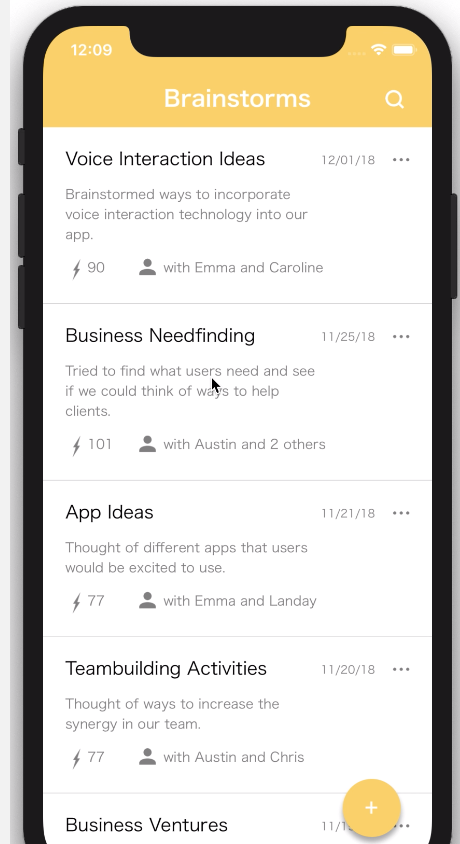 12:09
Brainstorms
Voice Interaction Ideas 12/01/18
Brainstormed ways to incorporate
voice interaction technology into our
app.
90 with Emma and Caroline
Business Needfinding 11/25/18
Tried to find what users need and see
if we could think of ways to help
clients.
101 with Austin and 2 others
App Ideas 11/21/18
Thought of different apps that users
would be excited to use.
77 with Emma and Landay
Teambuilding Activities 11/20/18
Thought of ways to increase the
synergy in our team.
77 with Austin and Chris
+
Business Ventures